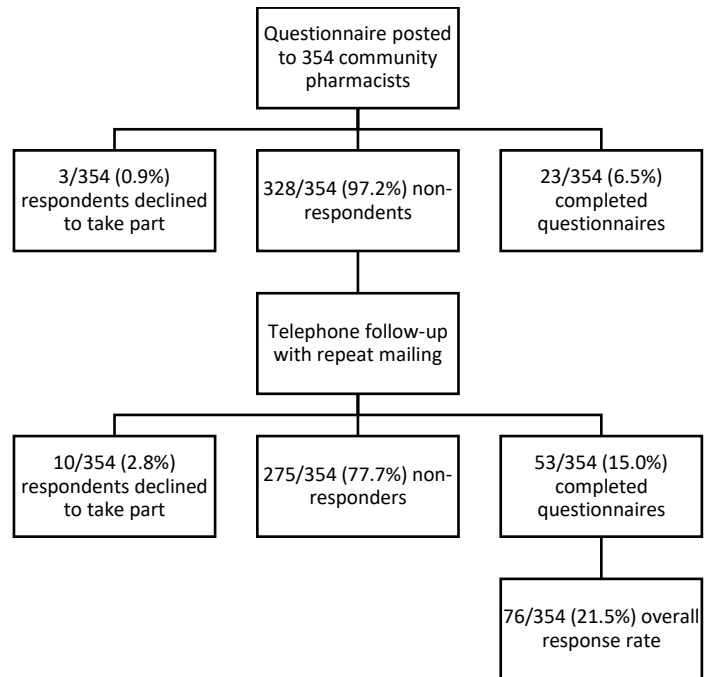 Questionnaire posted
to 354 community
pharmacists
3/354 (0.9%)
respondents declined
to take part
328/354 (97.2%) non-
respondents
23/354 (6.5%)
completed
questionnaires
Telephone follow-up
with repeat mailing
10/354 (2.8%)
respondents declined
to take part
275/354 (77.7%) non-
responders
53/354 (15.0%)
completed
questionnaires
76/354 (21.5%) overall
response rate